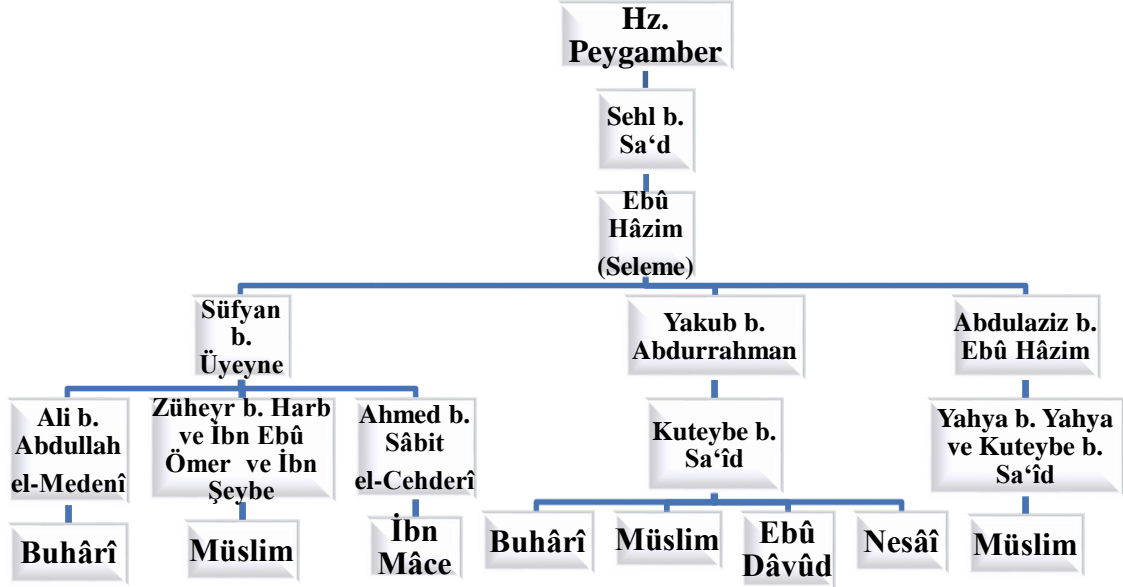 Hz.
Peygamber
Sehl b.
Sa‘d
Ebû
Hâzim
(Seleme)
Süfyan
b.
Üyeyne
Yakub b.
Abdurrahman
Abdulaziz b.
Ebû Hâzim
Ali b.
Abdullah
el-Medenî
Züheyr b. Harb
ve İbn Ebû
Ömer ve İbn
Şeybe
Ahmed b.
Sâbit
el-Cehderî
Kuteybe b.
Sa‘îd
Yahya b. Yahya
ve Kuteybe b.
Sa‘îd
Buhârî
Müslim
İbn
Mâce
Buhârî
Müslim
Ebû
Dâvûd
Nesâî
Müslim